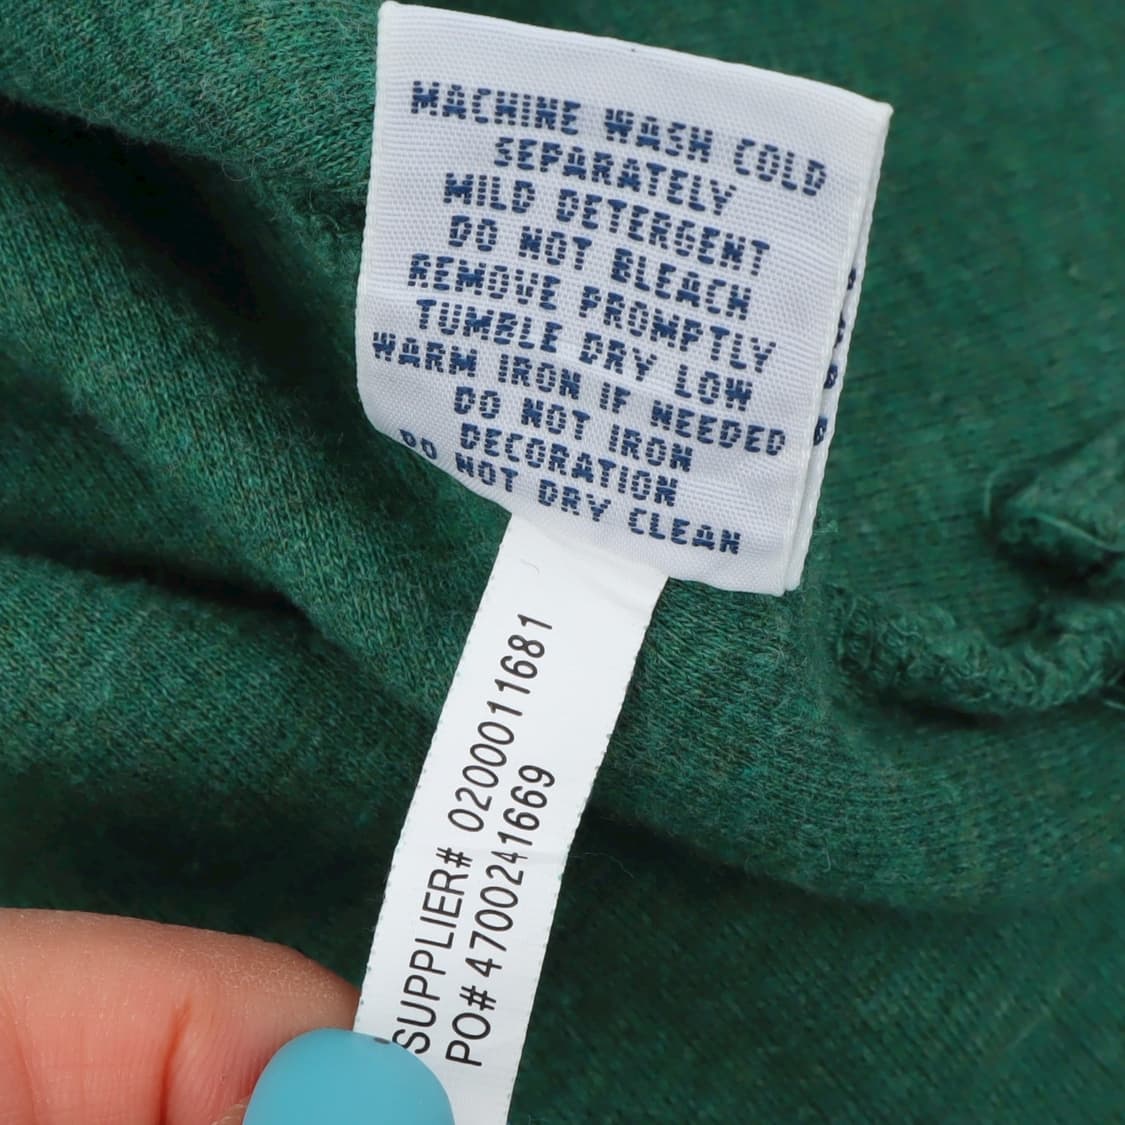 MACHINE WASH COLD
SEPARATELY
MILD DETERGENT
DO NOT BLEACH
REMOVE PROMPTLY
TUMBLE DRY LOW
WARM IRON IF NEEDED
DO NOT IRON
DECORATION
DO NOT DRY CLEAN
SUPPLIER# 0200011681
PO# 4700241669